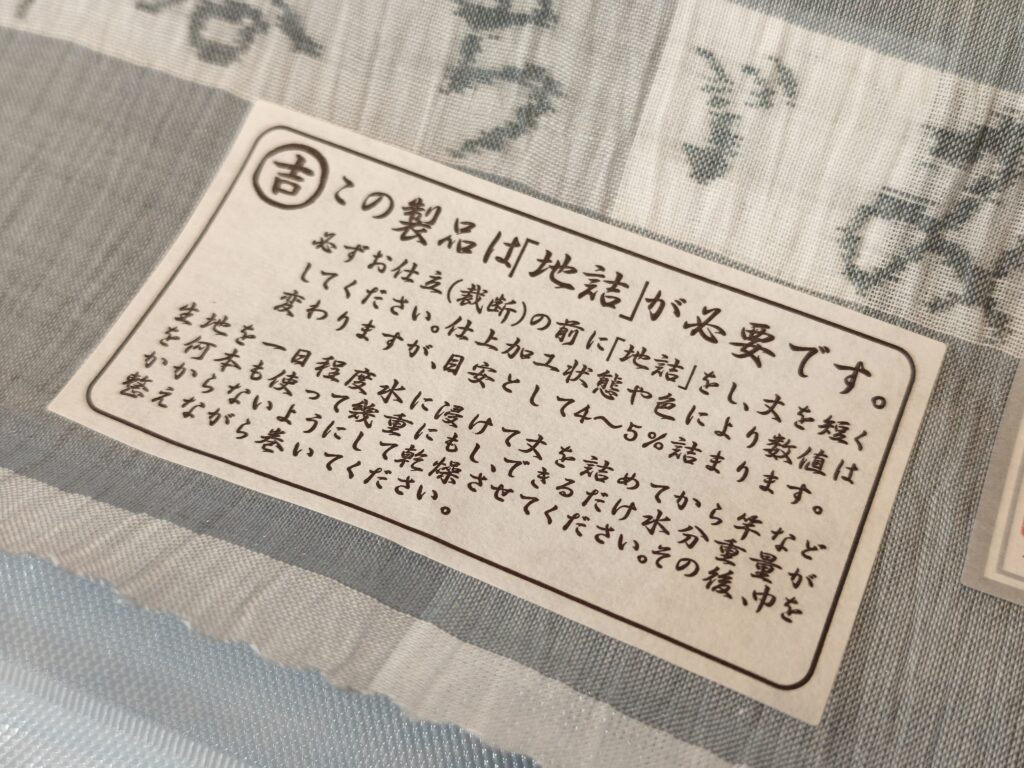 吉
この製品は「地詰」が必要です。
必ずお仕立(裁断)の前に「地詰」をし、丈を短く
してください。仕上加工状態や色により数値は
変わりますが、目安として4〜5%詰まります。
生地を一日程度水に浸けて丈を詰めてから竿など
を何本も使って幾重にもし、できるだけ水分重量が
かからないようにして乾燥させてください。その後、巾を
整えながら巻いてください。